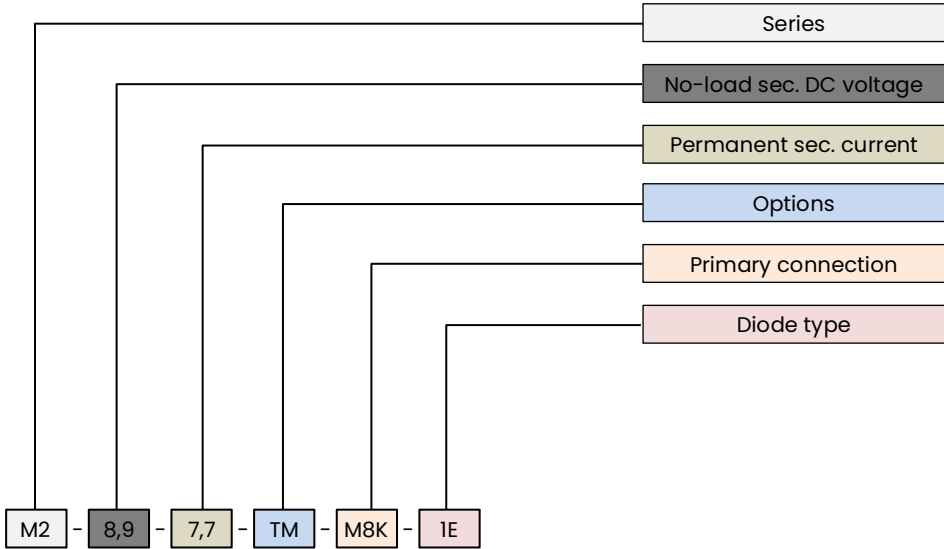 Series
No-load sec. DC voltage
Permanent sec. current
Options
Primary connection
Diode type
M2 - 8,9 - 7,7 - TM - M8K - 1E